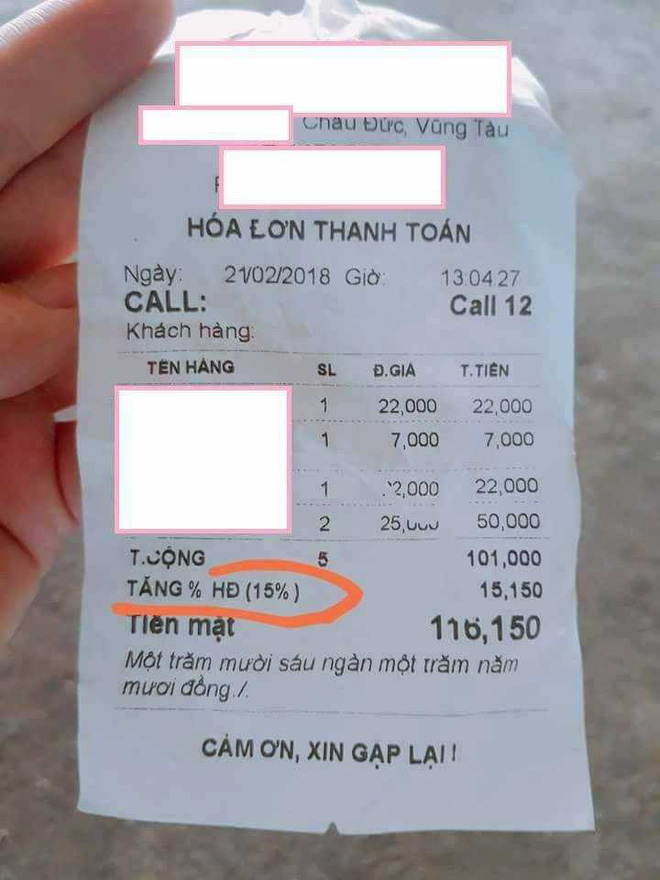 Châu Đức, Vũng Tàu
HÓA ĐƠN THANH TOÁN
Ngày: 21/02/2018 Giờ: 13:04:27
CALL: Call 12
Khách hàng:
TÊN HÀNG SL Đ.GIÁ T.TIỀN
1 22,000 22,000
1 7,000 7,000
1 22,000
2 25,000 50,000
T.CỘNG 5 101,000
TĂNG % HĐ (15%) 15,150
Tiền mặt 116,150
Một trăm mười sáu ngàn một trăm năm
mươi đồng./.
CẢM ƠN, XIN GẶP LẠI !